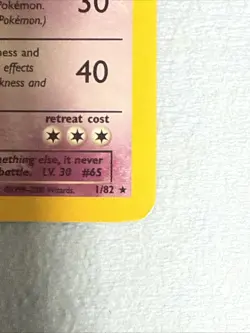 Pokémon. 30
Pokémon.)
ness and
effects 40
kness and
retreat cost
nething else, it never
battle. LV. 30 #65
Wizards. 1/82 ★